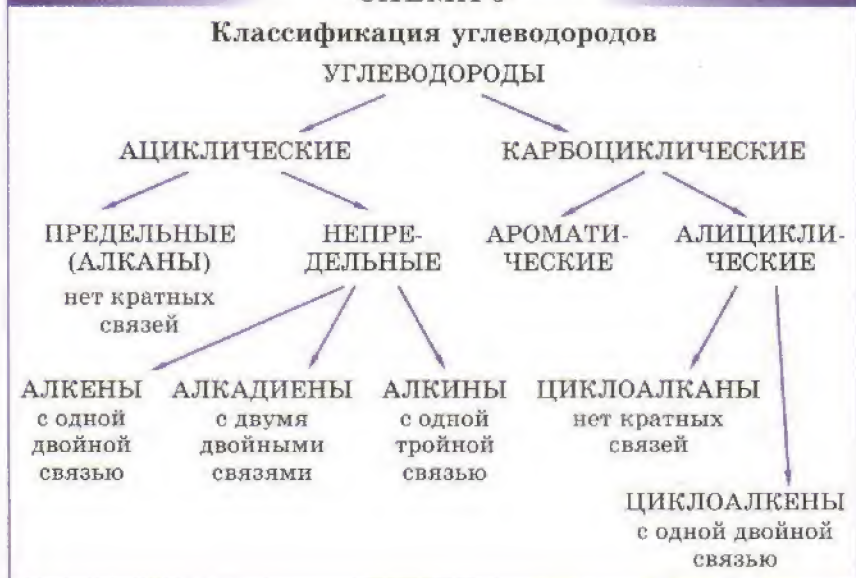 Классификация углеводородов
УГЛЕВОДОРОДЫ
АЦИКЛИЧЕСКИЕ
КАРБОЦИКЛИЧЕСКИЕ
ПРЕДЕЛЬНЫЕ
(АЛКАНЫ)
нет кратных
связей
НЕПРЕ-
ДЕЛЬНЫЕ
АРОМАТИ-
ЧЕСКИЕ
АЛИЦИКЛИ-
ЧЕСКИЕ
АЛКЕНЫ
с одной
двойной
связью
АЛКАДИЕНЫ
с двумя
двойными
связями
АЛКИНЫ
с одной
тройной
связью
ЦИКЛОАЛКАНЫ
нет кратных
связей
ЦИКЛОАЛКЕНЫ
с одной двойной
связью